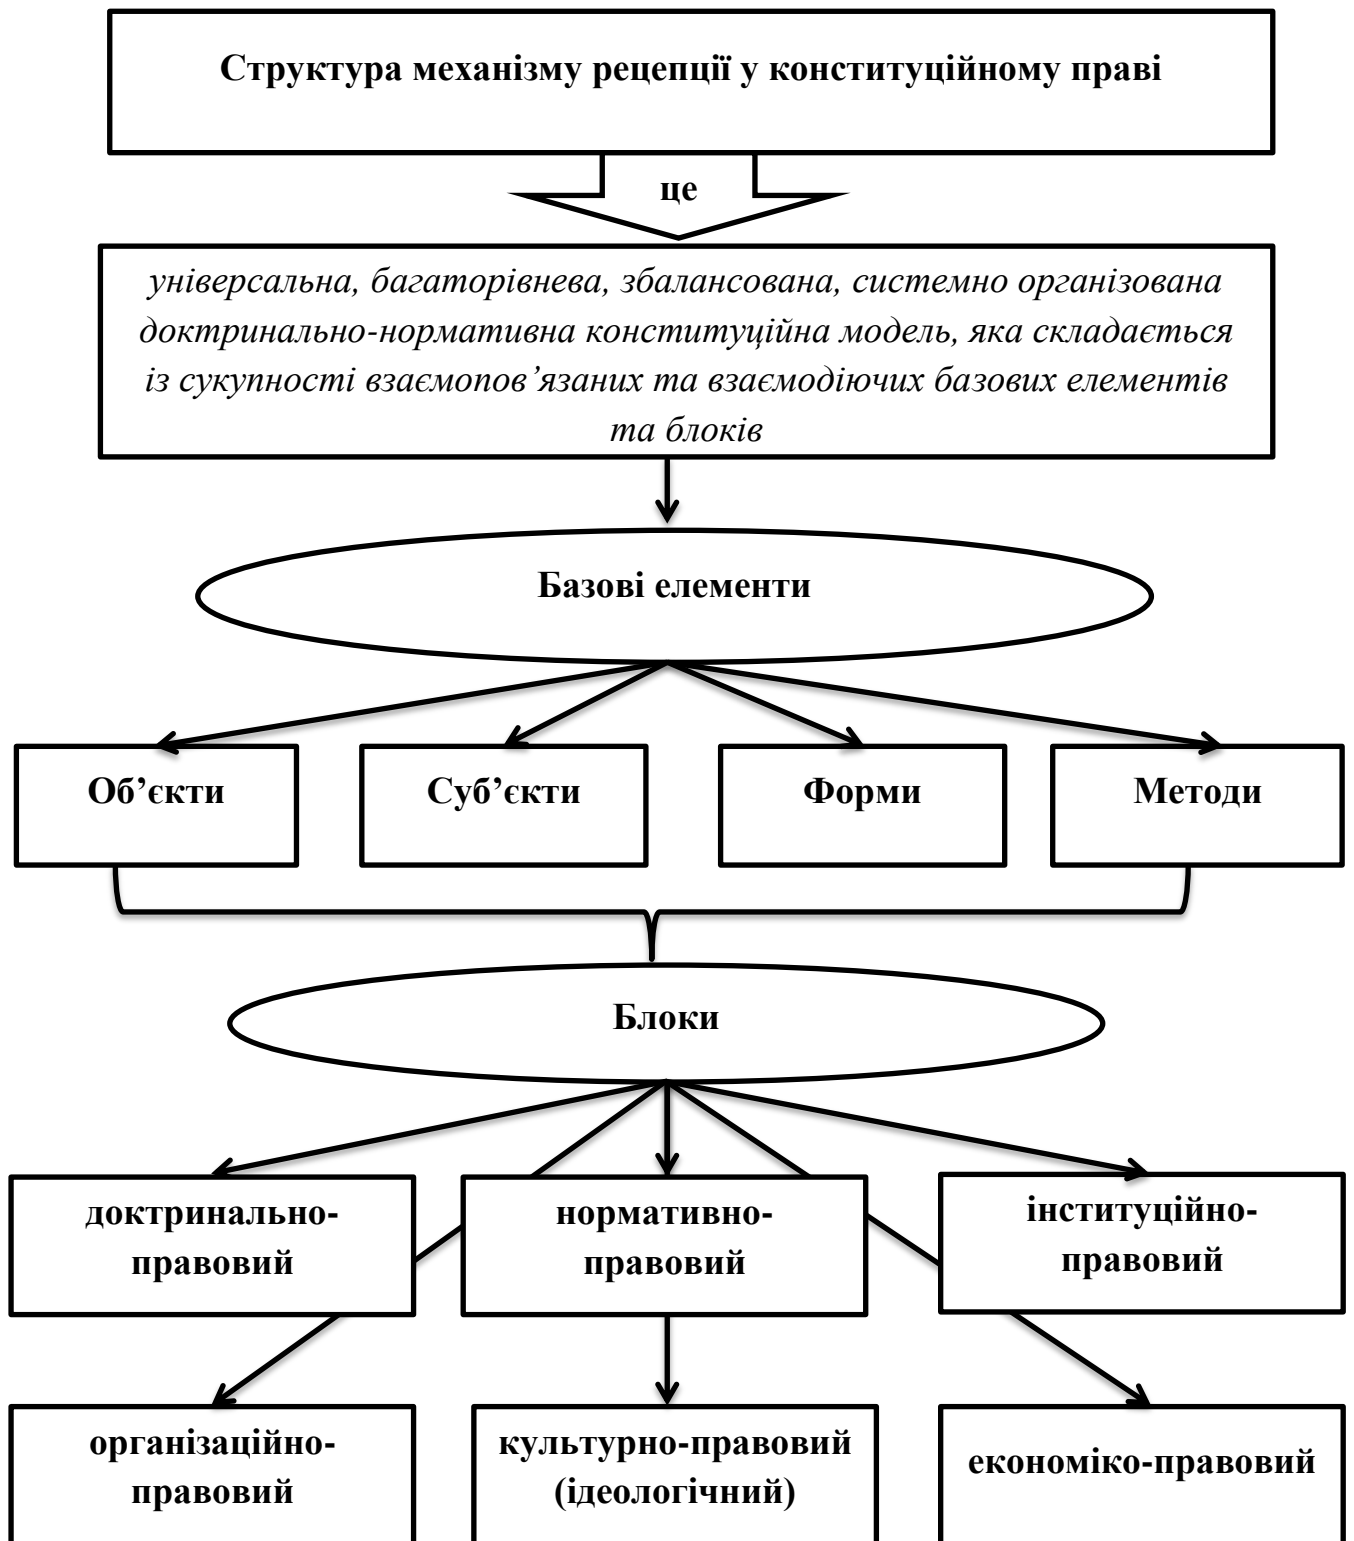 Структура механізму рецепції у конституційному праві
це
універсальна, багаторівнева, збалансована, системно організована
доктринально-нормативна конституційна модель, яка складається
із сукупності взаємопов’язаних та взаємодіючих базових елементів
та блоків
Базові елементи
Об’єкти
Суб’єкти
Форми
Методи
Блоки
доктринально-
правовий
нормативно-
правовий
інституційно-
правовий
організаційно-
правовий
культурно-правовий
(ідеологічний)
економіко-правовий